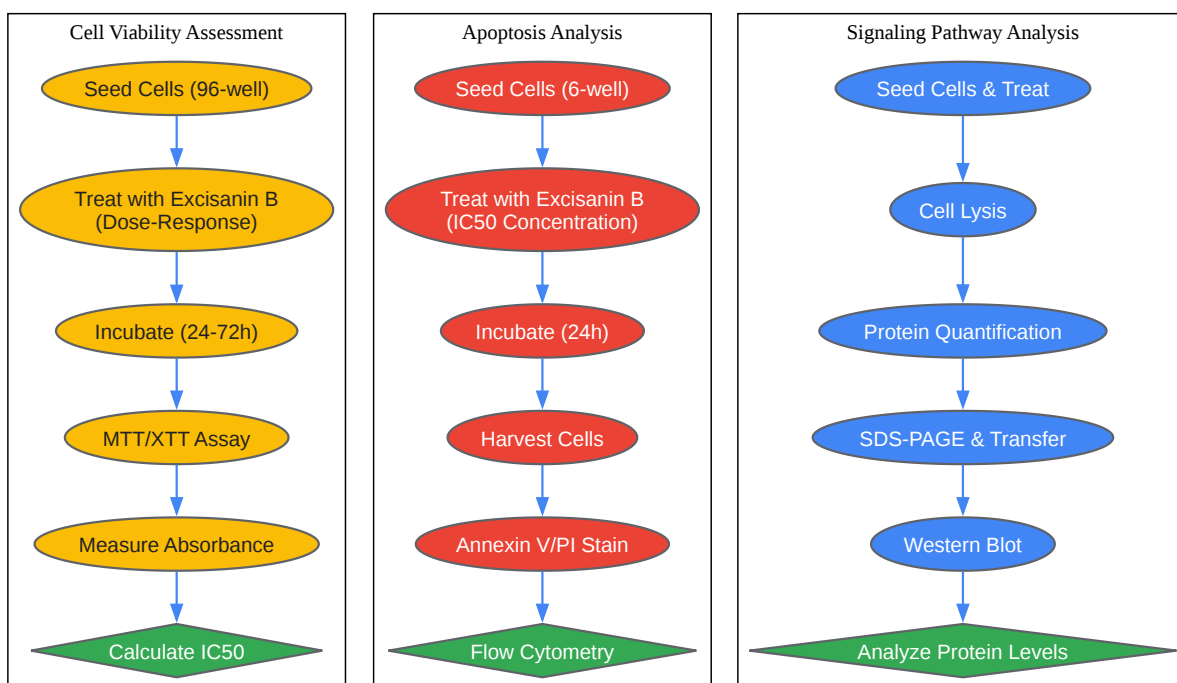 Cell Viability Assessment
Seed Cells (96-well)
Treat with Excisanin B
(Dose-Response)
Incubate (24-72h)
MTT/XTT Assay
Measure Absorbance
Calculate IC50
Apoptosis Analysis
Seed Cells (6-well)
Treat with Excisanin B
(IC50 Concentration)
Incubate (24h)
Harvest Cells
Annexin V/PI Stain
Flow Cytometry
Signaling Pathway Analysis
Seed Cells & Treat
Cell Lysis
Protein Quantification
SDS-PAGE & Transfer
Western Blot
Analyze Protein Levels